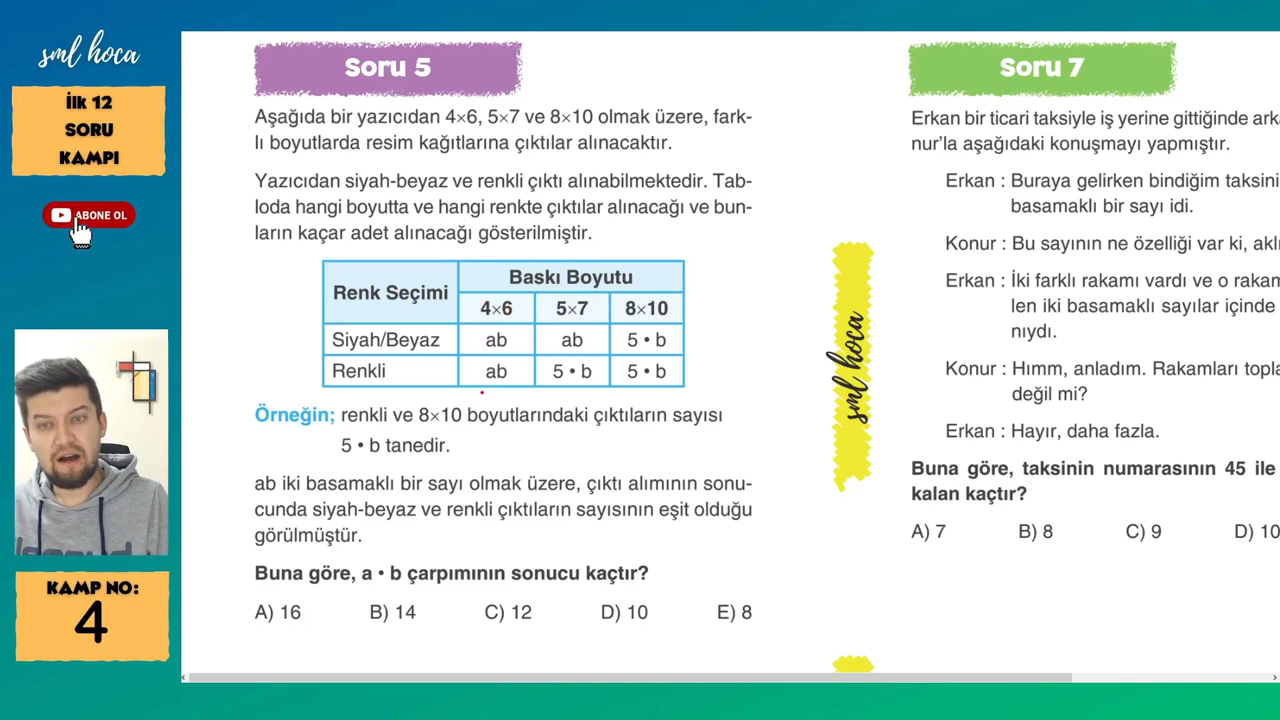 sml hoca
İlk 12
SORU
KAMPI
ABONE OL
KAMP NO:
4
Soru 5
Aşağıda bir yazıcıdan 4×6, 5×7 ve 8×10 olmak üzere, fark-
lı boyutlarda resim kağıtlarına çıktılar alınacaktır.
Yazıcıdan siyah-beyaz ve renkli çıktı alınabilmektedir. Tab-
loda hangi boyutta ve hangi renkte çıktılar alınacağı ve bun-
ların kaçar adet alınacağı gösterilmiştir.
Renk Seçimi Baskı Boyutu
4×6 5×7 8×10
Siyah/Beyaz ab ab 5 • b
Renkli ab 5 • b 5 • b
Örneğin; renkli ve 8×10 boyutlarındaki çıktıların sayısı
5 • b tanedir.
ab iki basamaklı bir sayı olmak üzere, çıktı alımının sonu-
cunda siyah-beyaz ve renkli çıktıların sayısının eşit olduğu
görülmüştür.
Buna göre, a • b çarpımının sonucu kaçtır?
A) 16 B) 14 C) 12 D) 10 E) 8
sml hoca
Soru 7
Erkan bir ticari taksiyle iş yerine gittiğinde arka
nur’la aşağıdaki konuşmayı yapmıştır.
Erkan : Buraya gelirken bindiğim taksini
basamaklı bir sayı idi.
Konur : Bu sayının ne özelliği var ki, aklı
Erkan : İki farklı rakamı vardı ve o rakam
len iki basamaklı sayılar içinde
nıydı.
Konur : Hımm, anladım. Rakamları topla
değil mi?
Erkan : Hayır, daha fazla.
Buna göre, taksinin numarasının 45 ile
kalan kaçtır?
A) 7 B) 8 C) 9 D) 10